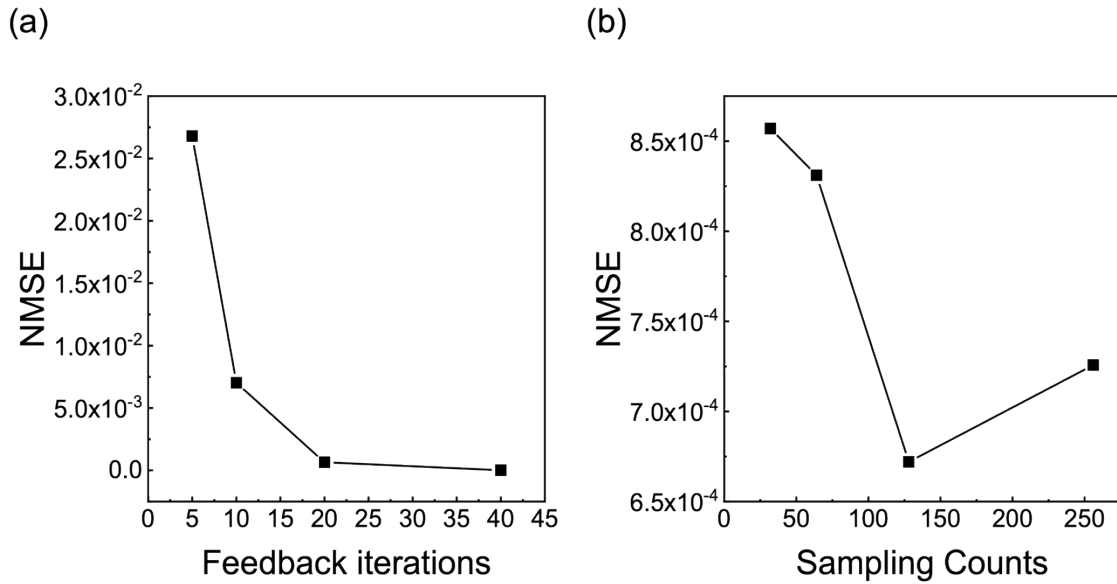 (a)
3.0x10⁻²
2.5x10⁻²
2.0x10⁻²
1.5x10⁻²
1.0x10⁻²
5.0x10⁻³
0.0
NMSE
0 5 10 15 20 25 30 35 40 45
Feedback iterations
(b)
8.5x10⁻⁴
8.0x10⁻⁴
7.5x10⁻⁴
7.0x10⁻⁴
6.5x10⁻⁴
NMSE
0 50 100 150 200 250
Sampling Counts